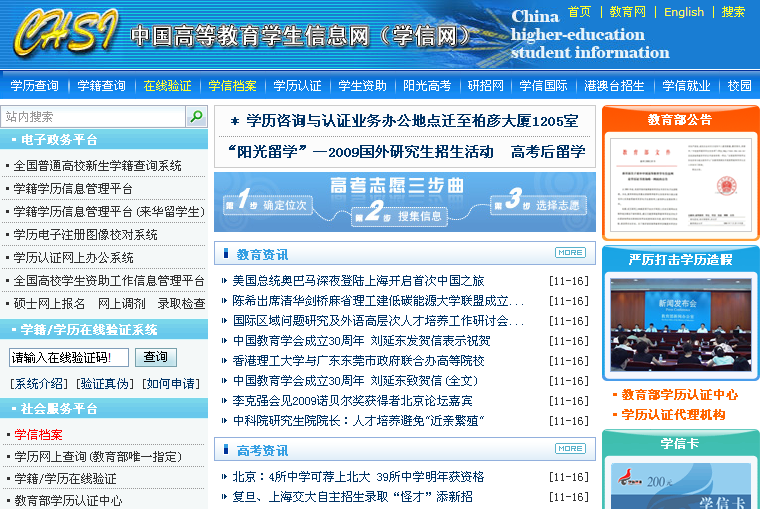 CHSI
中国高等教育学生信息网（学信网）
China
higher-education
student information
首页 | 教育网 | English | 搜索
学历查询 学籍查询 在线验证 学信档案 学历认证 学生资助 阳光高考 研招网 学信国际 港澳台招生 学信就业 校园
站内搜索
电子政务平台
全国普通高校新生学籍查询系统
学籍学历信息管理平台
学籍学历信息管理平台(来华留学生)
学历电子注册图像校对系统
学历认证网上办公系统
全国高校学生资助工作信息管理平台
硕士网上报名 网上调剂 录取检查
学籍/学历在线验证系统
请输入在线验证码! 查询
[系统介绍] [验证真伪] [如何申请]
社会服务平台
学信档案
学历网上查询(教育部唯一指定)
学籍/学历在线验证
教育部学历认证中心
* 学历咨询与认证业务办公地点迁至柏彦大厦1205室
“阳光留学”—2009国外研究生招生活动 高考后留学
高考志愿三步曲
第1步 确定位次
第2步 搜集信息
第3步 选择志愿
教育资讯 MORE
美国总统奥巴马深夜登陆上海开启首次中国之旅 [11-16]
陈希出席清华剑桥麻省理工建低碳能源大学联盟成立... [11-16]
国际区域问题研究及外语高层次人才培养工作研讨会... [11-16]
中国教育学会成立30周年 刘延东发贺信表示祝贺 [11-16]
香港理工大学与广东东莞市政府联合办高等院校 [11-16]
中国教育学会成立30周年 刘延东致贺信(全文) [11-16]
李克强会见2009诺贝尔奖获得者北京论坛嘉宾 [11-16]
中科院研究生院院长：人才培养避免“近亲繁殖” [11-16]
高考资讯 MORE
北京：4所中学可荐上北大 39所中学明年获资格 [11-16]
复旦、上海交大自主招生录取“怪才”添新招 [11-16]
教育部公告
严厉打击学历造假
新闻发布会
教育部学历认证中心
学历认证代理机构
学信卡
200元
学信卡